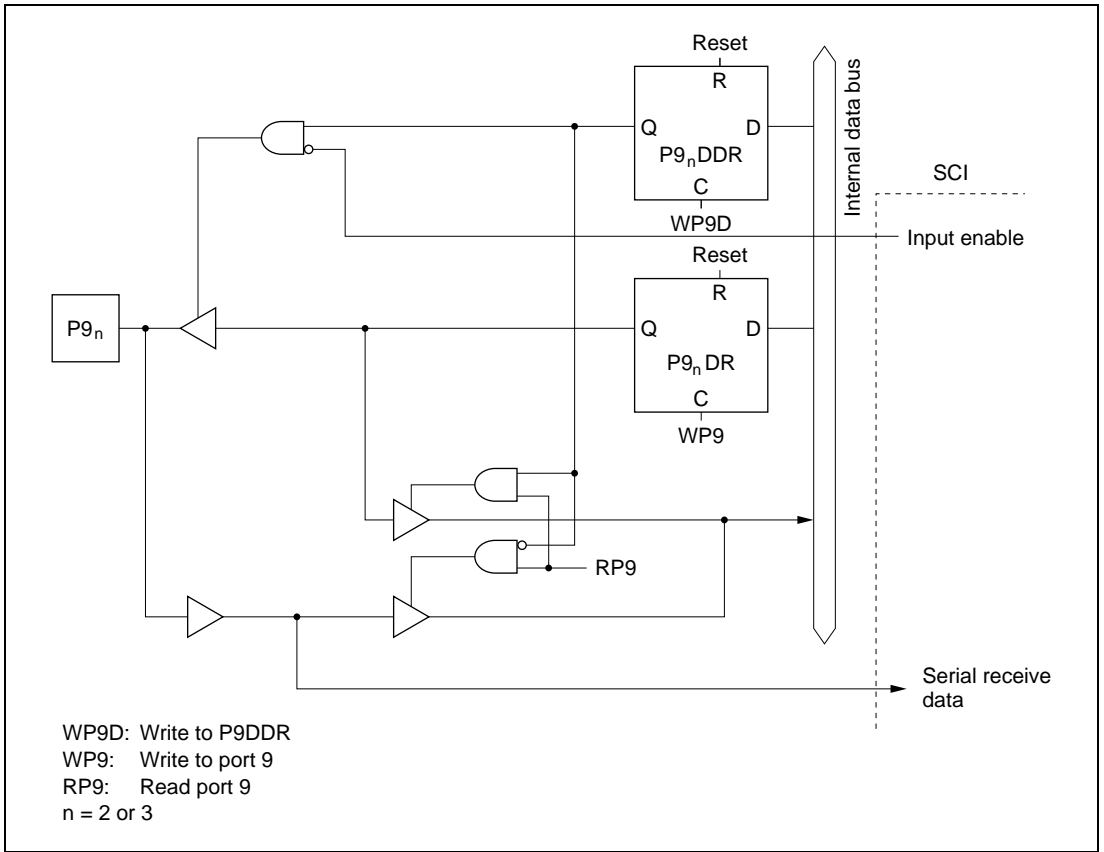 Reset
R
Q
D
P9nDDR
C
WP9D
Internal data bus
SCI
Input enable
Reset
R
P9n
Q
D
P9nDR
C
WP9
RP9
Serial receive
data
WP9D: Write to P9DDR
WP9: Write to port 9
RP9: Read port 9
n = 2 or 3